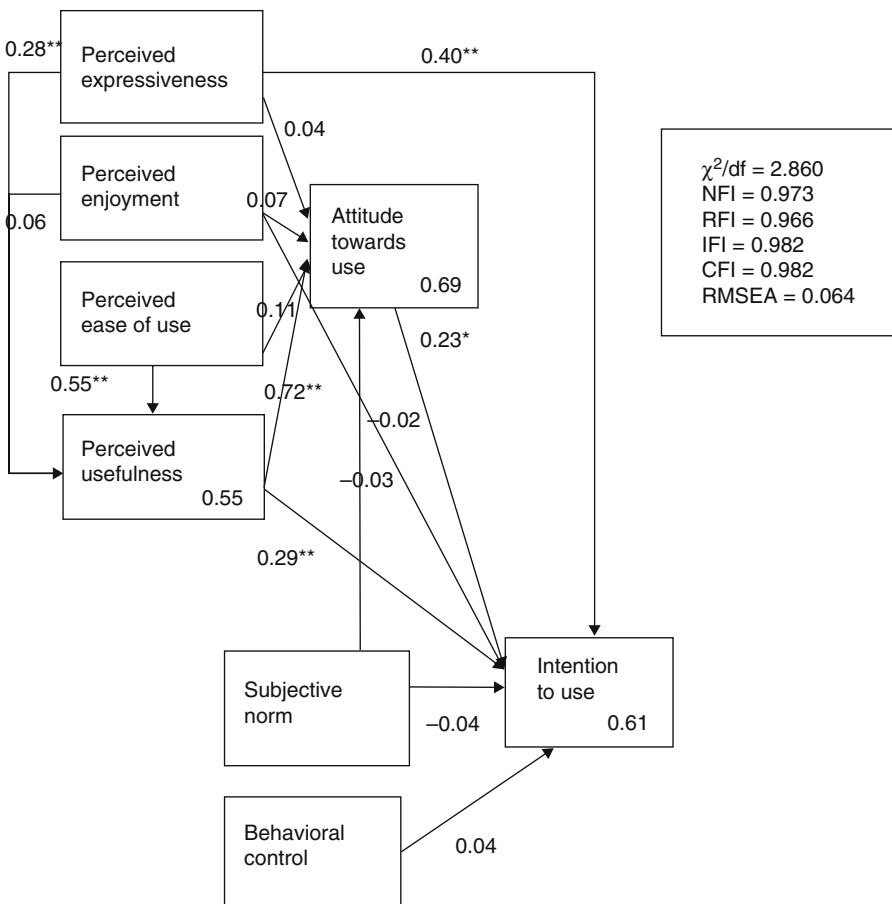 0.28**
Perceived
expressiveness
0.40**
0.04
Perceived
enjoyment
0.07
0.06
Attitude
towards
use
0.69
χ²/df = 2.860
NFI = 0.973
RFI = 0.966
IFI = 0.982
CFI = 0.982
RMSEA = 0.064
Perceived
ease of use
0.11
0.23*
0.55**
0.72**
–0.02
Perceived
usefulness
0.55
–0.03
0.29**
Subjective
norm
–0.04
Intention
to use
0.61
Behavioral
control
0.04